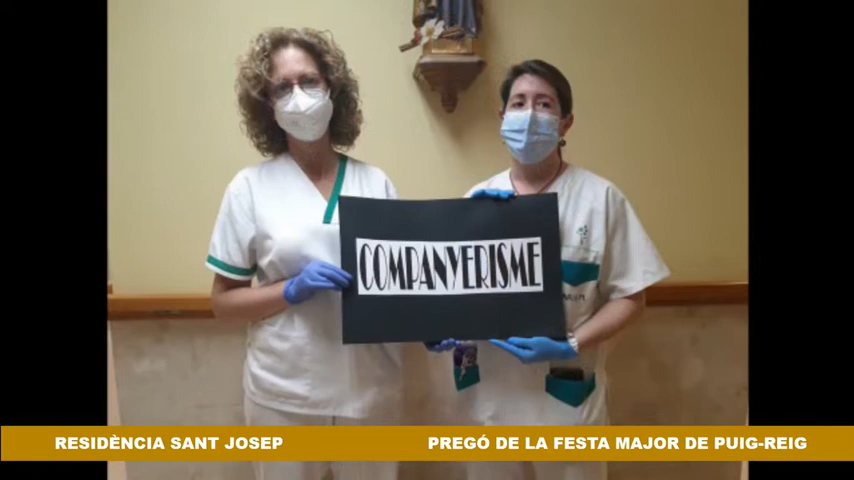 COMPANYERISME
RESIDÈNCIA SANT JOSEP
PREGÓ DE LA FESTA MAJOR DE PUIG-REIG